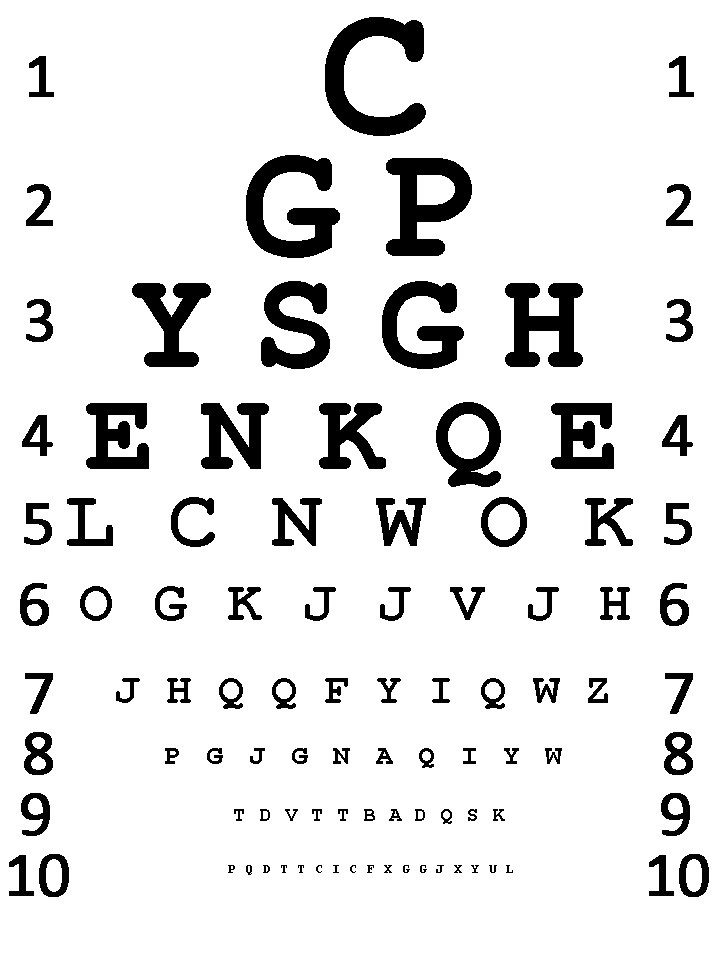 1 C 1
2 G P 2
3 Y S G H 3
4 E N K Q E 4
5 L C N W O K 5
6 O G K J J V J H 6
7 J H Q Q F Y I Q W Z 7
8 P G J G N A Q I Y W 8
9 T D V T T B A D Q S K 9
10 P Q D T T C I C F X G G J X Y U L 10